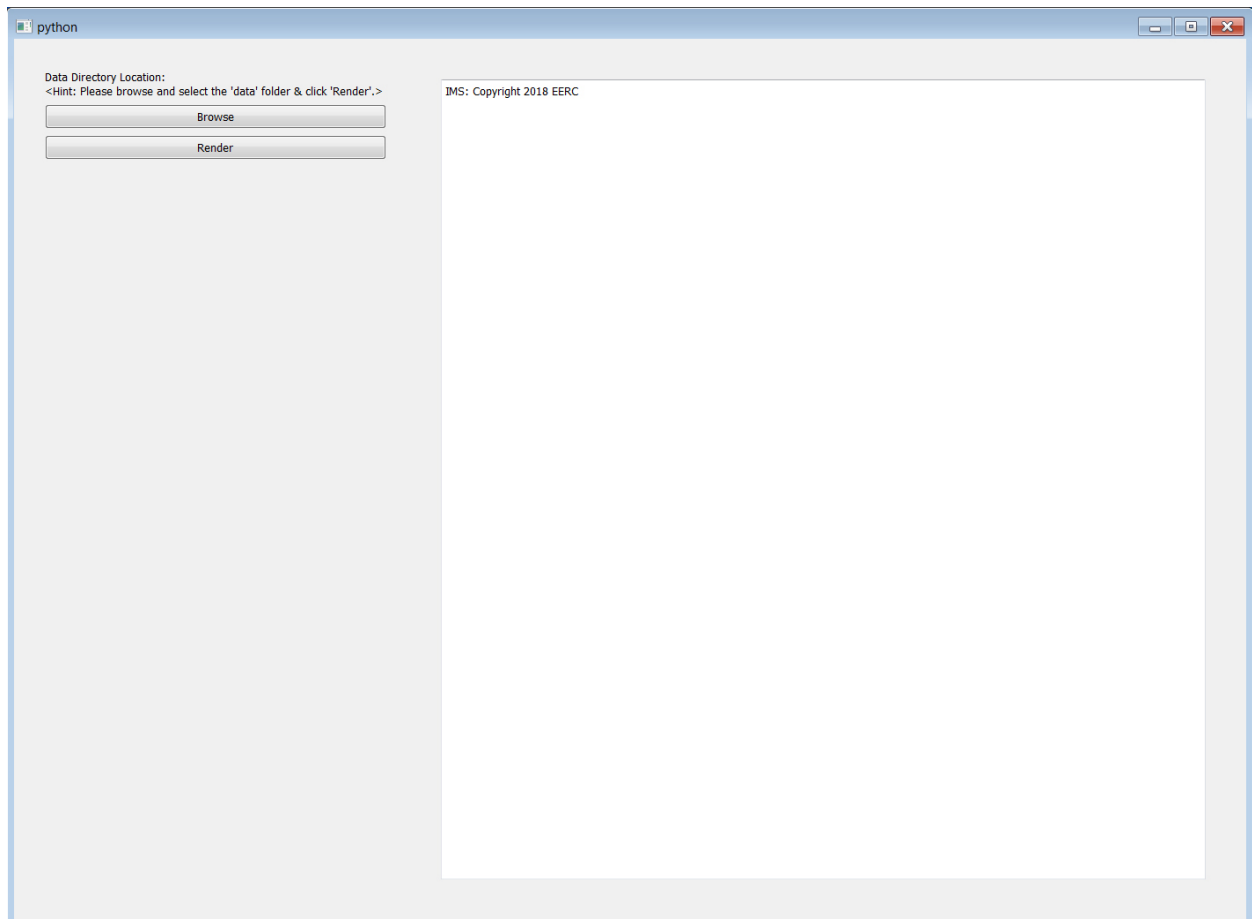 python
Data Directory Location:
<Hint: Please browse and select the 'data' folder & click 'Render'.>
Browse
Render
IMS: Copyright 2018 EERC